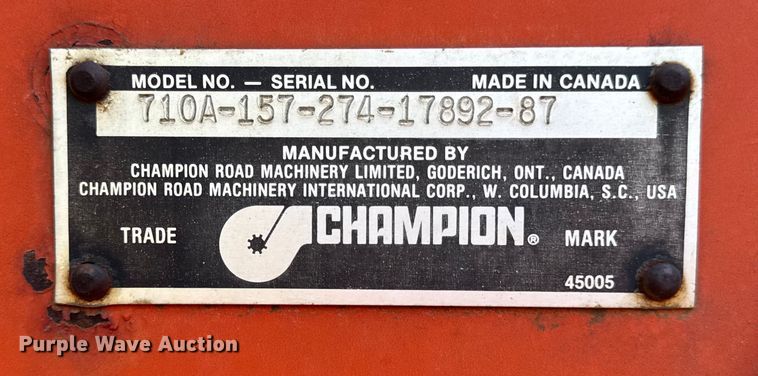 MODEL NO. — SERIAL NO. MADE IN CANADA
710A-157-274-17892-87
MANUFACTURED BY
CHAMPION ROAD MACHINERY LIMITED, GODERICH, ONT., CANADA
CHAMPION ROAD MACHINERY INTERNATIONAL CORP., W. COLUMBIA, S.C., USA
TRADE CHAMPION® MARK
45005
Purple Wave Auction